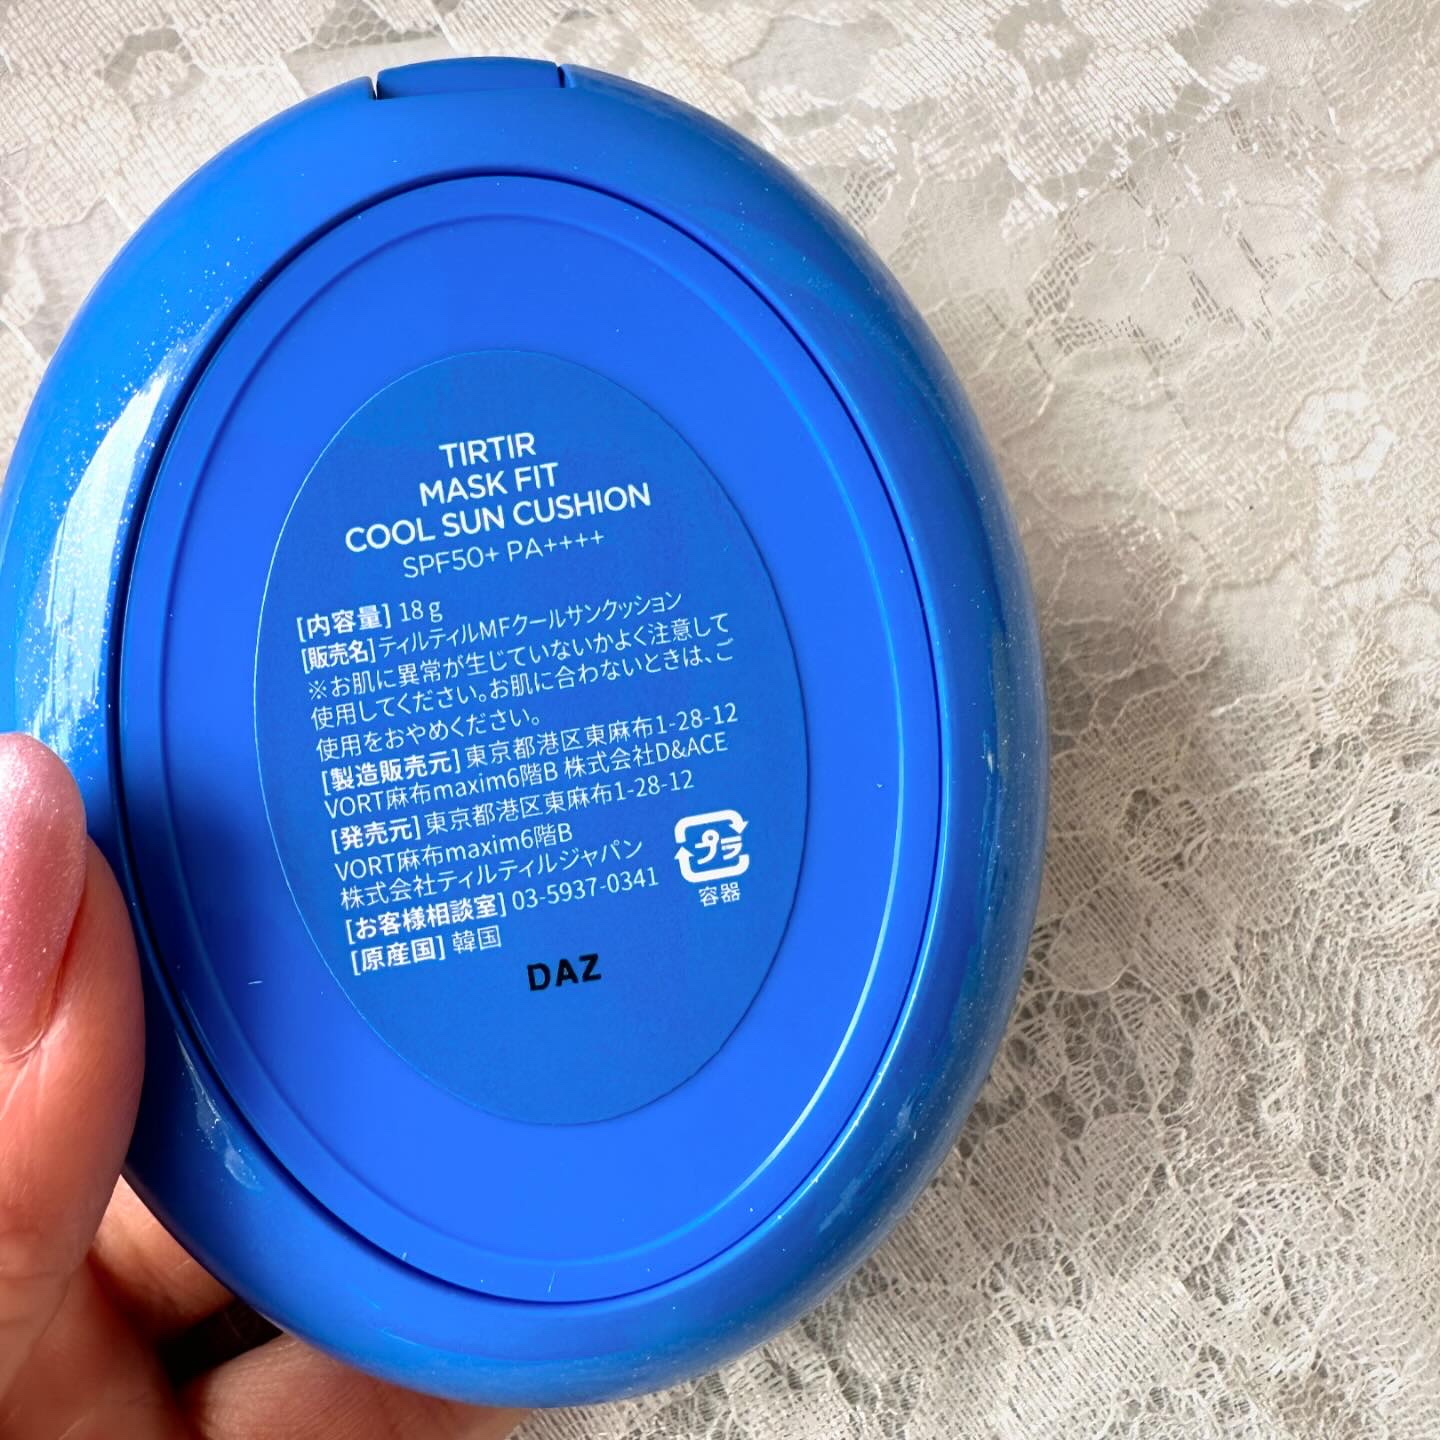 TIRTIR
MASK FIT
COOL SUN CUSHION
SPF50+ PA++++
[内容量] 18 g
[販売名] ティルティルMFクールサンクッション
※お肌に異常が生じていないかよく注意して
使用してください。お肌に合わないときは、ご
使用をおやめください。
[製造販売元] 東京都港区東麻布1-28-12
VORT麻布maxim6階B 株式会社D&ACE
[発売元] 東京都港区東麻布1-28-12
VORT麻布maxim6階B
株式会社ティルティルジャパン
[お客様相談室] 03-5937-0341
[原産国] 韓国
プラ
容器
DAZ